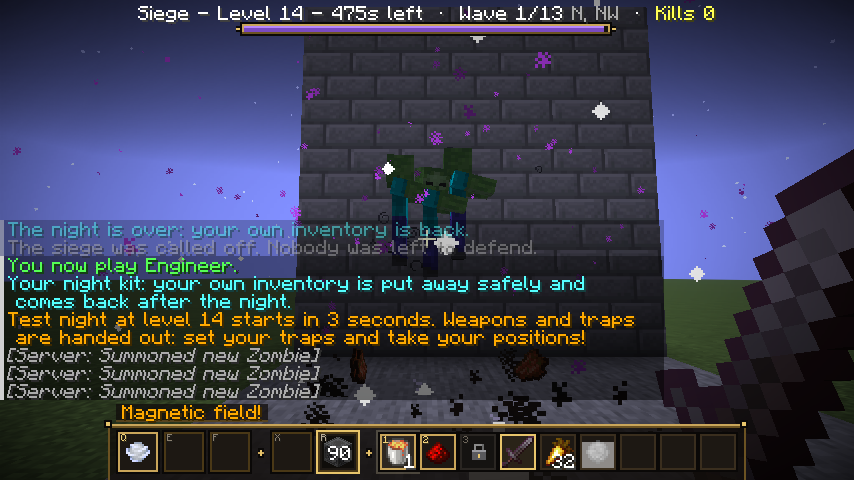 Siege - Level 14 - 475s left · Wave 1/13 N, NW · Kills 0
The night is over: your own inventory is back.
The siege was called off. Nobody was left defend.
You now play Engineer.
Your night kit: your own inventory is put away safely and
comes back after the night.
Test night at level 14 starts in 3 seconds. Weapons and traps
are handed out: set your traps and take your positions!
[Server: Summoned new Zombie]
[Server: Summoned new Zombie]
[Server: Summoned new Zombie]
Magnetic field!
Q E F X R 90 1 1 2 3 32